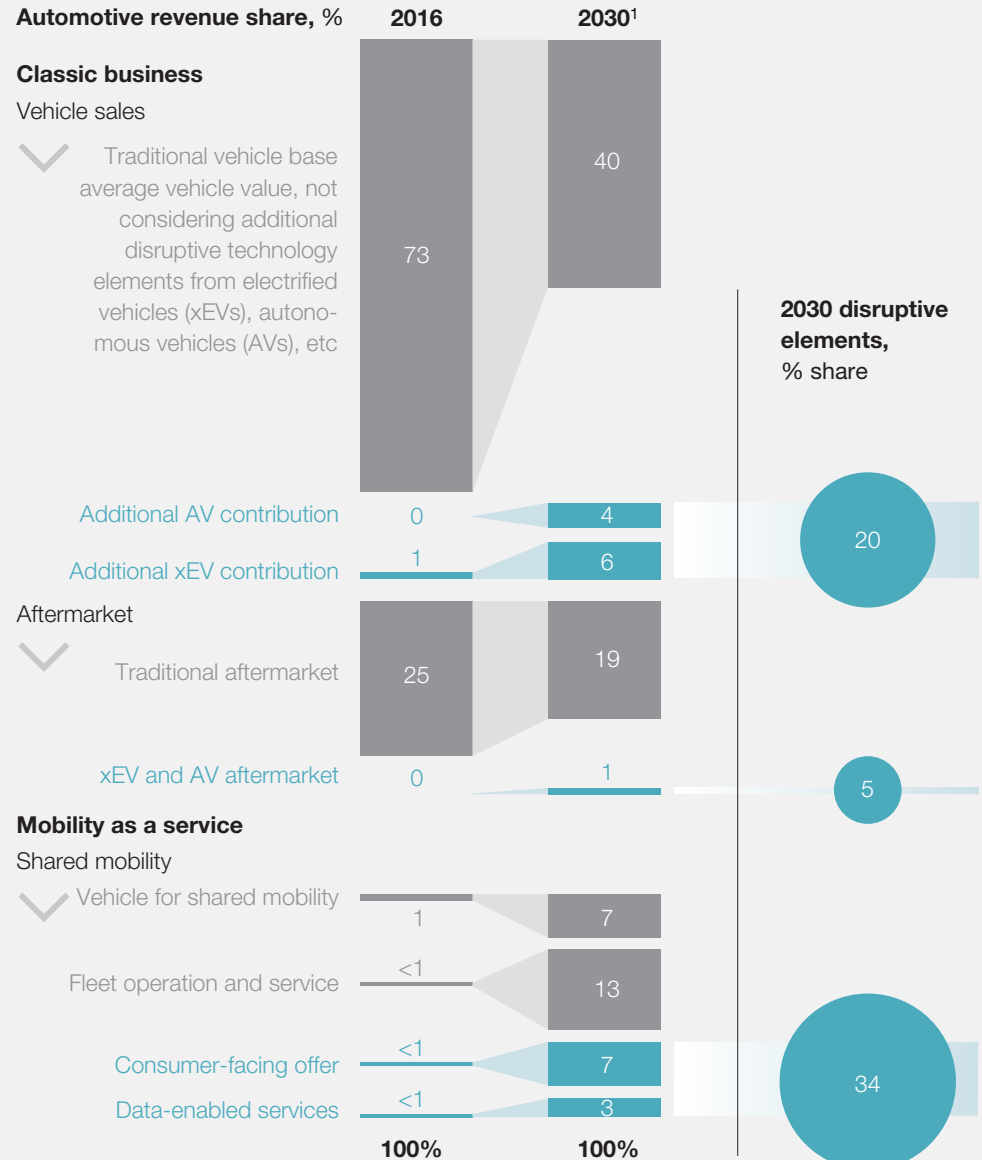 Automotive revenue share, % 2016 2030¹
Classic business
Vehicle sales
Traditional vehicle base
average vehicle value, not
considering additional
disruptive technology
elements from electrified
vehicles (xEVs), autono-
mous vehicles (AVs), etc
73
40
2030 disruptive
elements,
% share
Additional AV contribution 0 4
Additional xEV contribution 1 6
20
Aftermarket
Traditional aftermarket 25 19
xEV and AV aftermarket 0 1
5
Mobility as a service
Shared mobility
Vehicle for shared mobility 1 7
Fleet operation and service <1 13
Consumer-facing offer <1 7
Data-enabled services <1 3
34
100% 100%